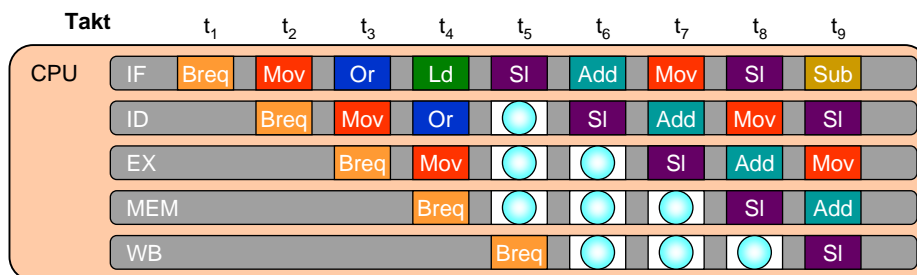 Takt t₁ t₂ t₃ t₄ t₅ t₆ t₇ t₈ t₉
CPU IF Breq Mov Or Ld Sl Add Mov Sl Sub
ID Breq Mov Or Sl Add Mov Sl
EX Breq Mov Sl Add Mov
MEM Breq Sl Add
WB Breq Sl